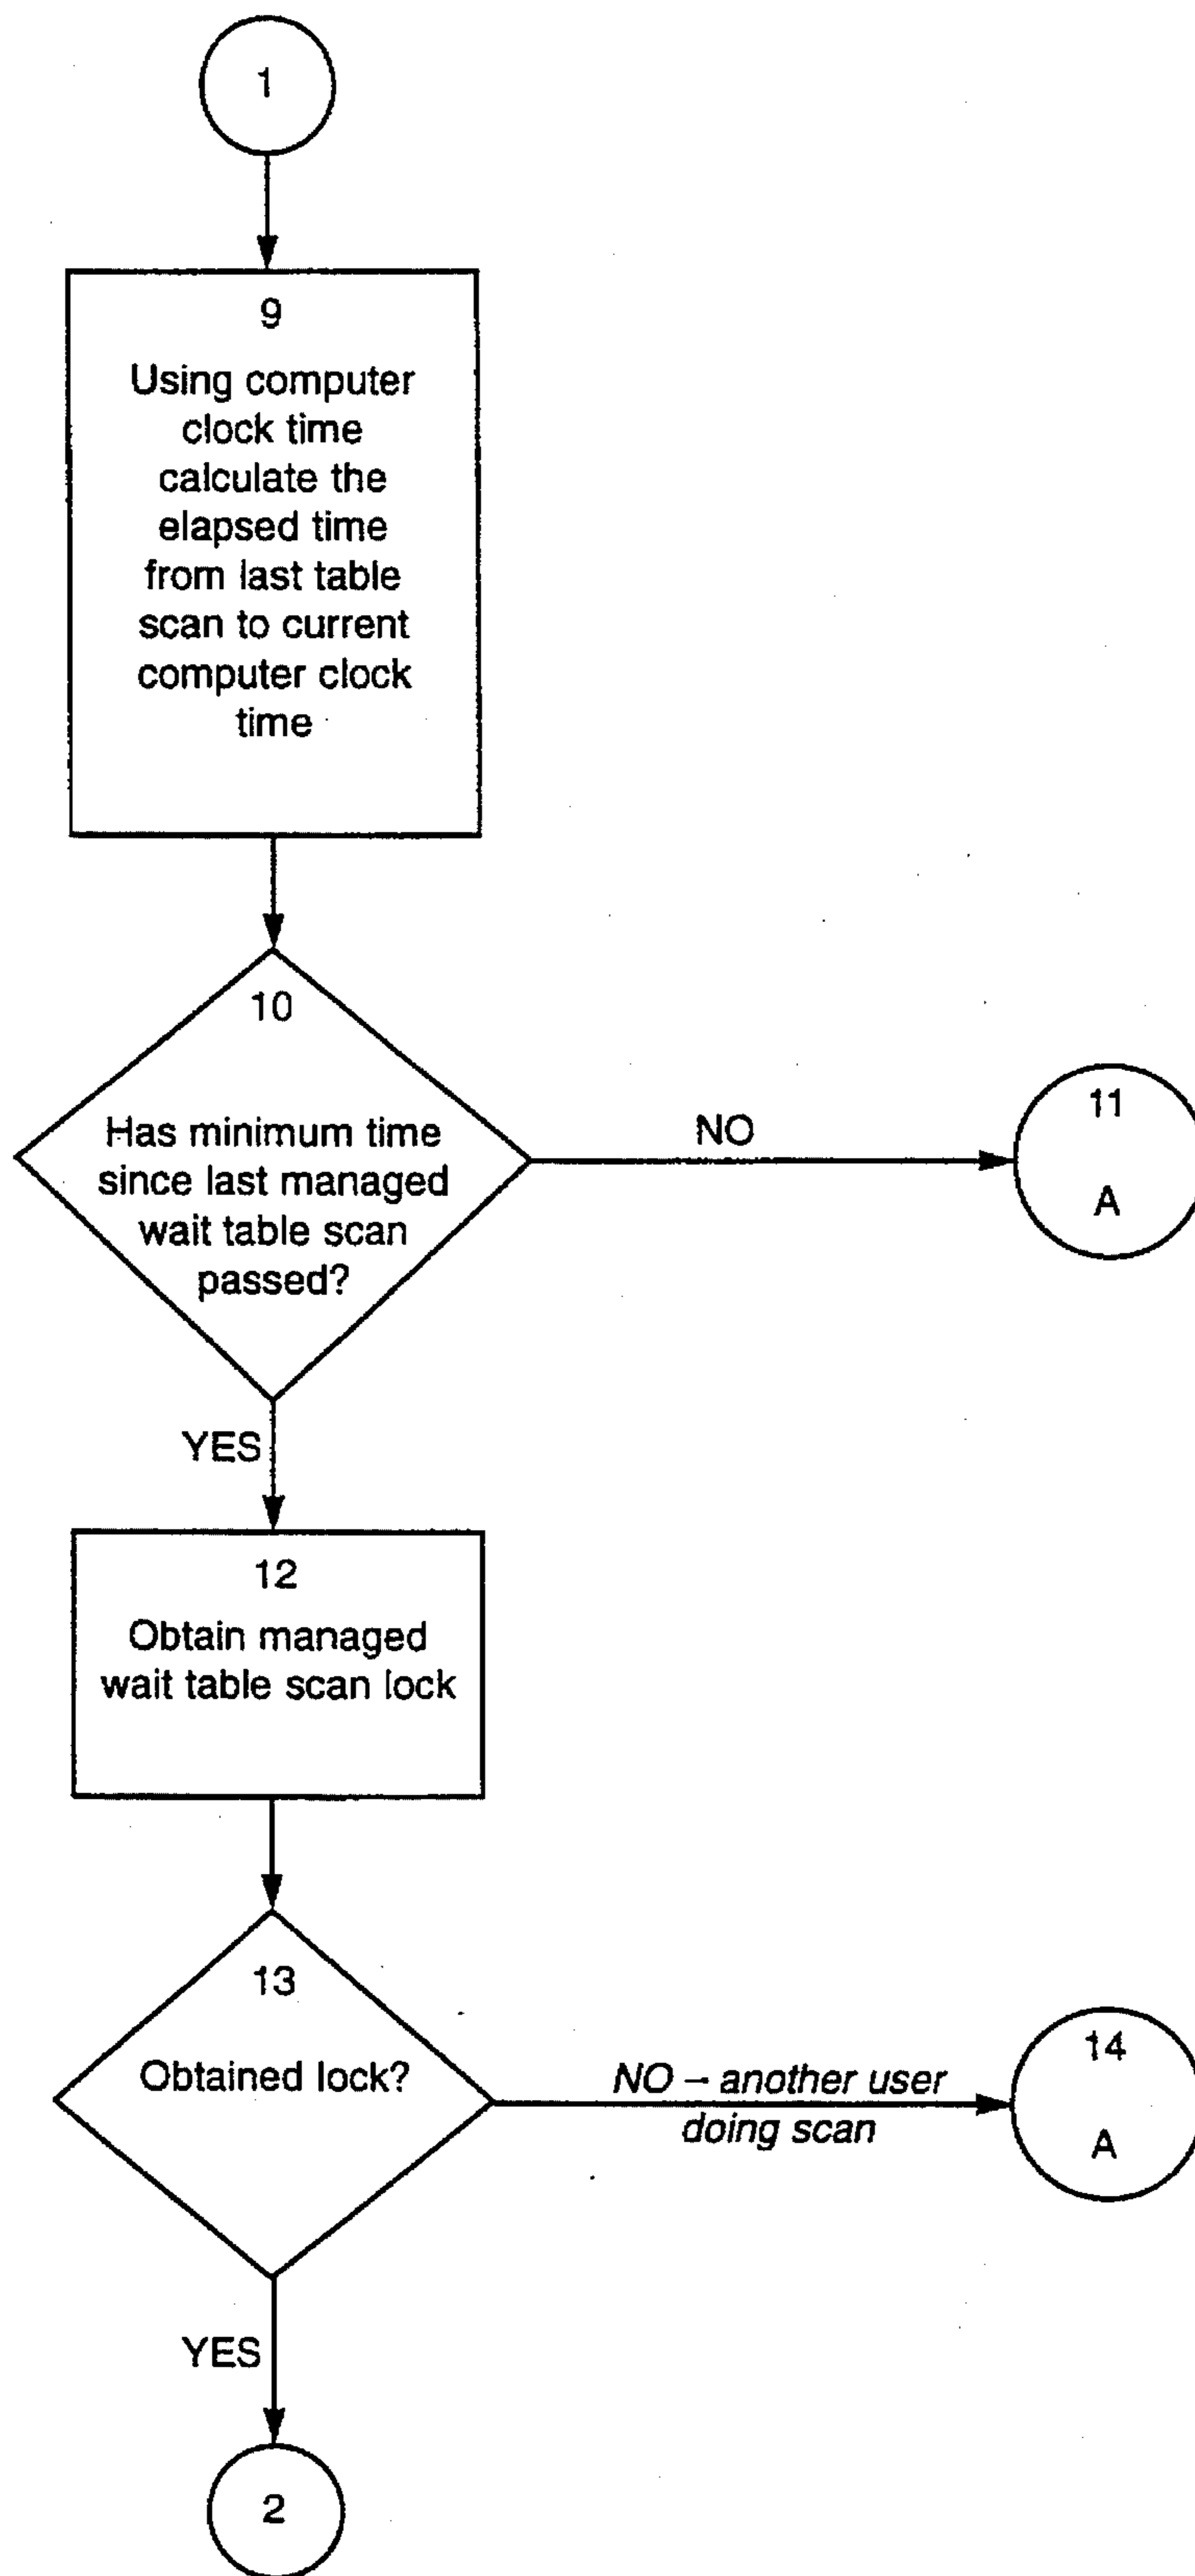 1
9
Using computer
clock time
calculate the
elapsed time
from last table
scan to current
computer clock
time
10
Has minimum time
since last managed
wait table scan
passed?
NO
11
A
YES
12
Obtain managed
wait table scan lock
13
Obtained lock?
NO – another user
doing scan
14
A
YES
2